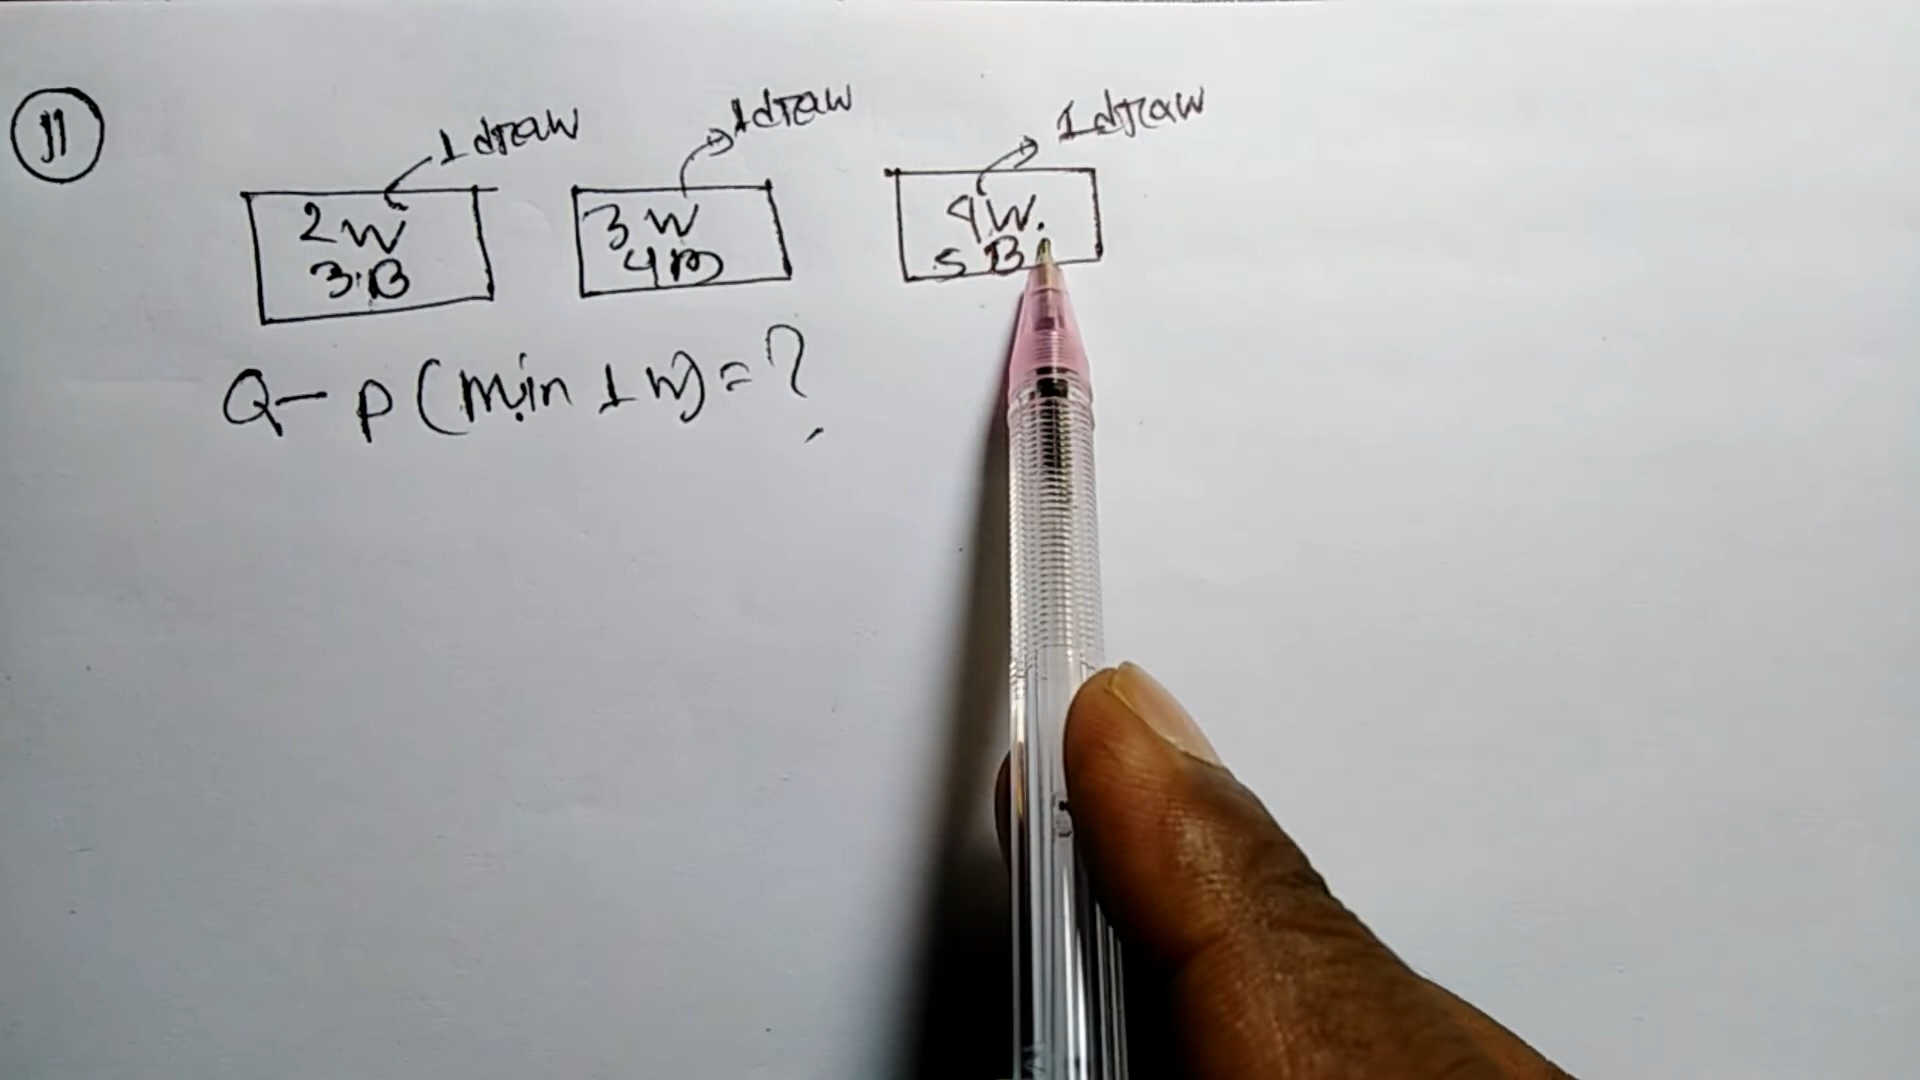 11
1 draw
1 draw
1 draw
2 W
3 B
3 W
4 B
4 W.
5 B
Q- P (min 1 W) = ?